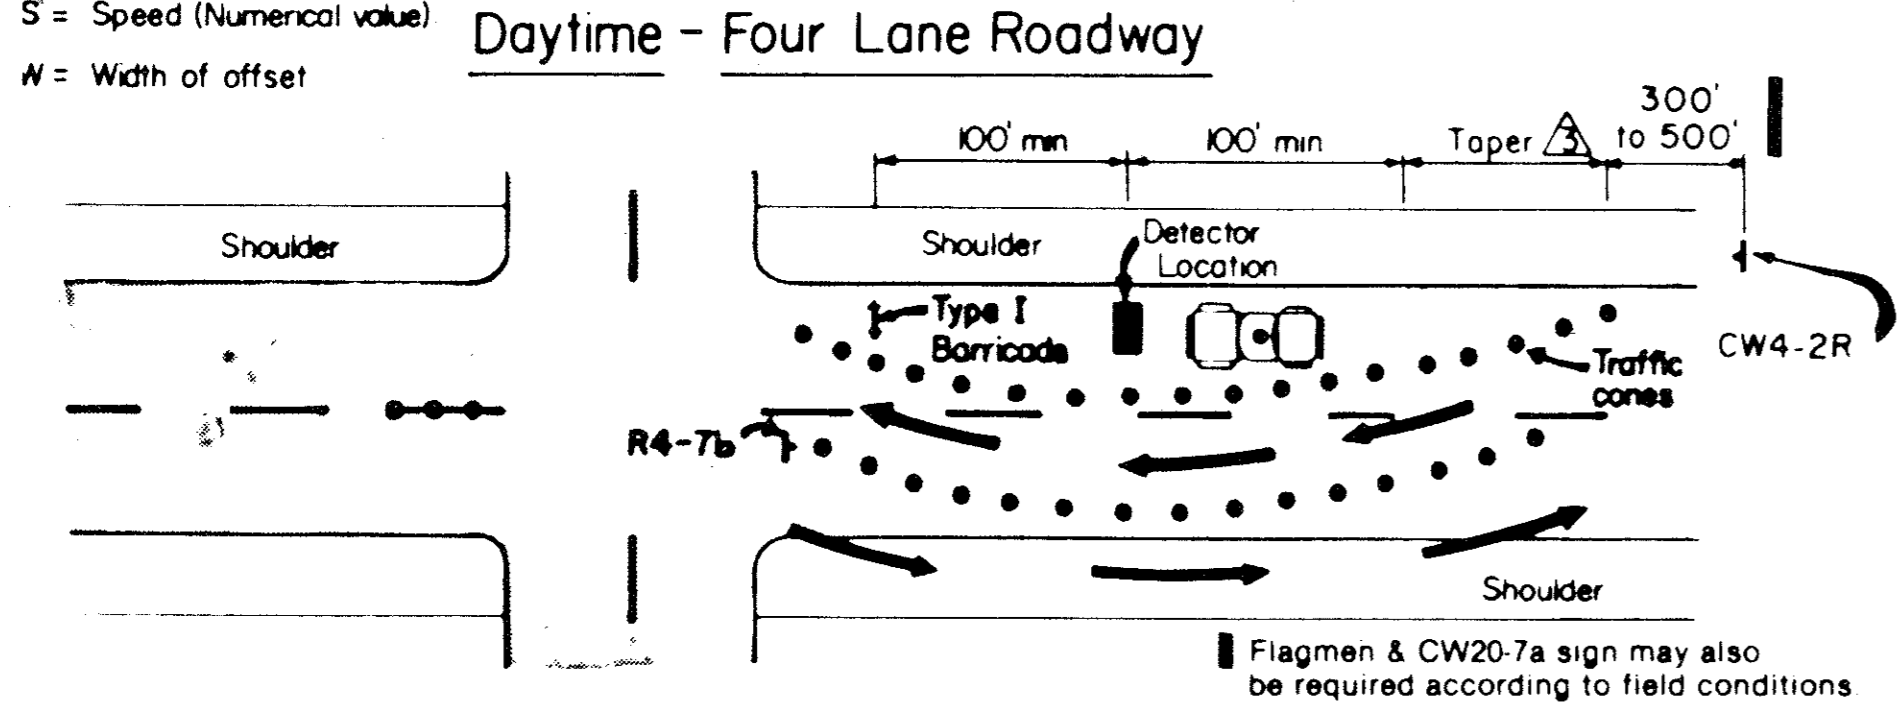 S = Speed (Numerical value)
W = Width of offset
Daytime - Four Lane Roadway
100' min
100' min
Taper 3
300'
to 500'
Shoulder
Shoulder
Detector
Location
Type I
Barricade
CW4-2R
Traffic
cones
R4-7b
Shoulder
Flagmen & CW20-7a sign may also
be required according to field conditions